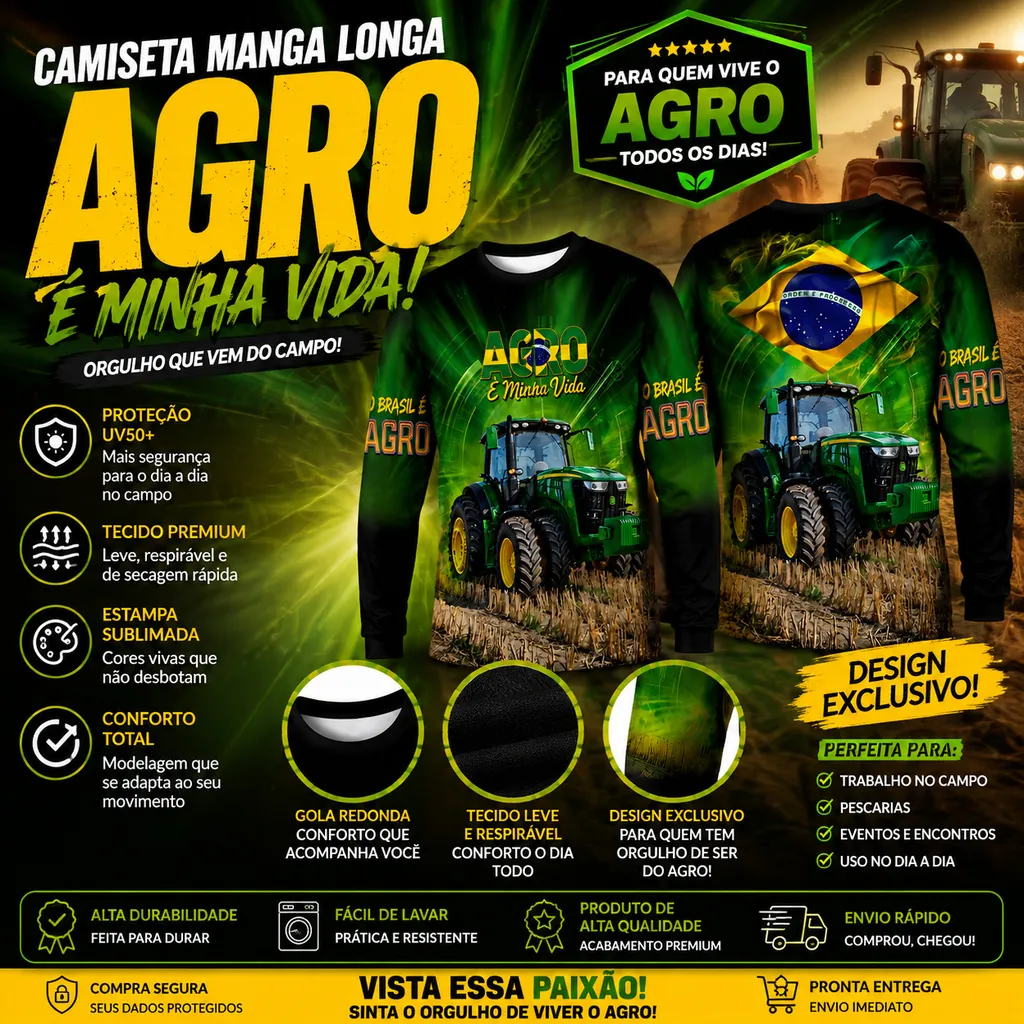 CAMISETA MANGA LONGA
AGRO
É MINHA VIDA!
ORGULHO QUE VEM DO CAMPO!
★★★★★
PARA QUEM VIVE O
AGRO
TODOS OS DIAS!
PROTEÇÃO
UV50+
Mais segurança
para o dia a dia
no campo
TECIDO PREMIUM
Leve, respirável e
de secagem rápida
ESTAMPA
SUBLIMADA
Cores vivas que
não desbotam
CONFORTO
TOTAL
Modelagem que
se adapta ao seu
movimento
O BRASIL É
AGRO
AGRO
É Minha Vida
O BRASIL É
AGRO
ORDEM E PROGRESSO
O BRASIL É
AGRO
DESIGN
EXCLUSIVO!
PERFEITA PARA:
TRABALHO NO CAMPO
PESCARIAS
EVENTOS E ENCONTROS
USO NO DIA A DIA
GOLA REDONDA
CONFORTO QUE
ACOMPANHA VOCÊ
TECIDO LEVE
E RESPIRÁVEL
CONFORTO O DIA
TODO
DESIGN EXCLUSIVO
PARA QUEM TEM
ORGULHO DE SER
DO AGRO!
ALTA DURABILIDADE
FEITA PARA DURAR
FÁCIL DE LAVAR
PRÁTICA E RESISTENTE
PRODUTO DE
ALTA QUALIDADE
ACABAMENTO PREMIUM
ENVIO RÁPIDO
COMPROU, CHEGOU!
COMPRA SEGURA
SEUS DADOS PROTEGIDOS
VISTA ESSA PAIXÃO!
SINTA O ORGULHO DE VIVER O AGRO!
PRONTA ENTREGA
ENVIO IMEDIATO